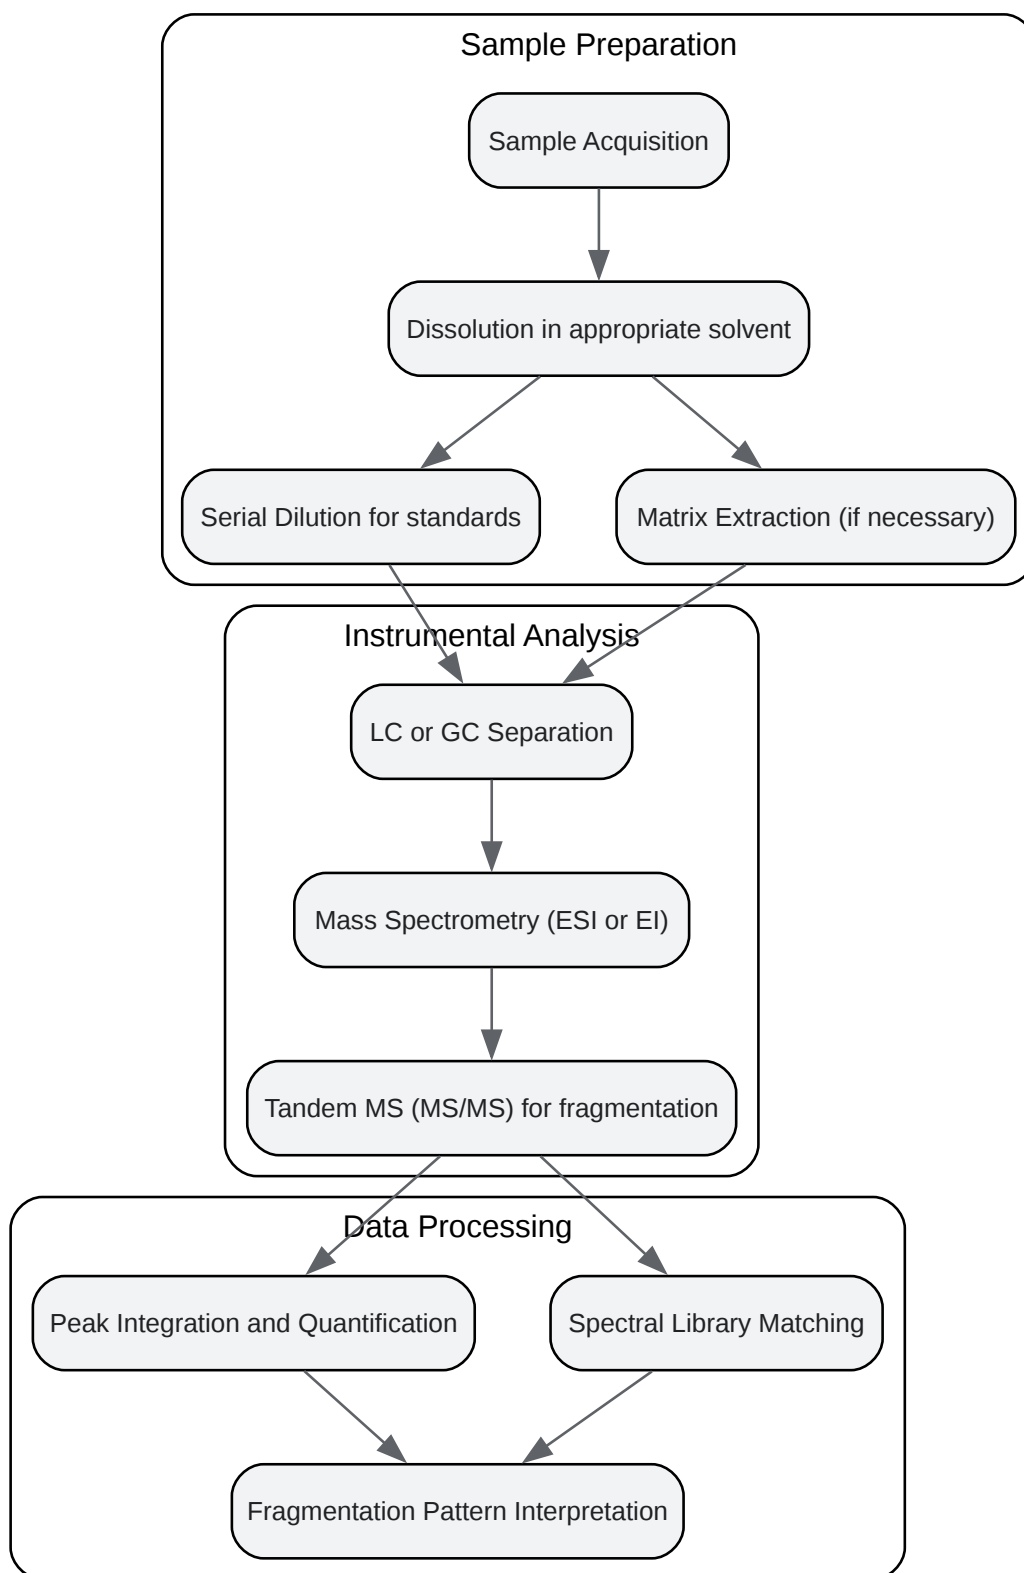 Sample Preparation
Sample Acquisition
Dissolution in appropriate solvent
Serial Dilution for standards
Matrix Extraction (if necessary)
Instrumental Analysis
LC or GC Separation
Mass Spectrometry (ESI or EI)
Tandem MS (MS/MS) for fragmentation
Data Processing
Peak Integration and Quantification
Spectral Library Matching
Fragmentation Pattern Interpretation